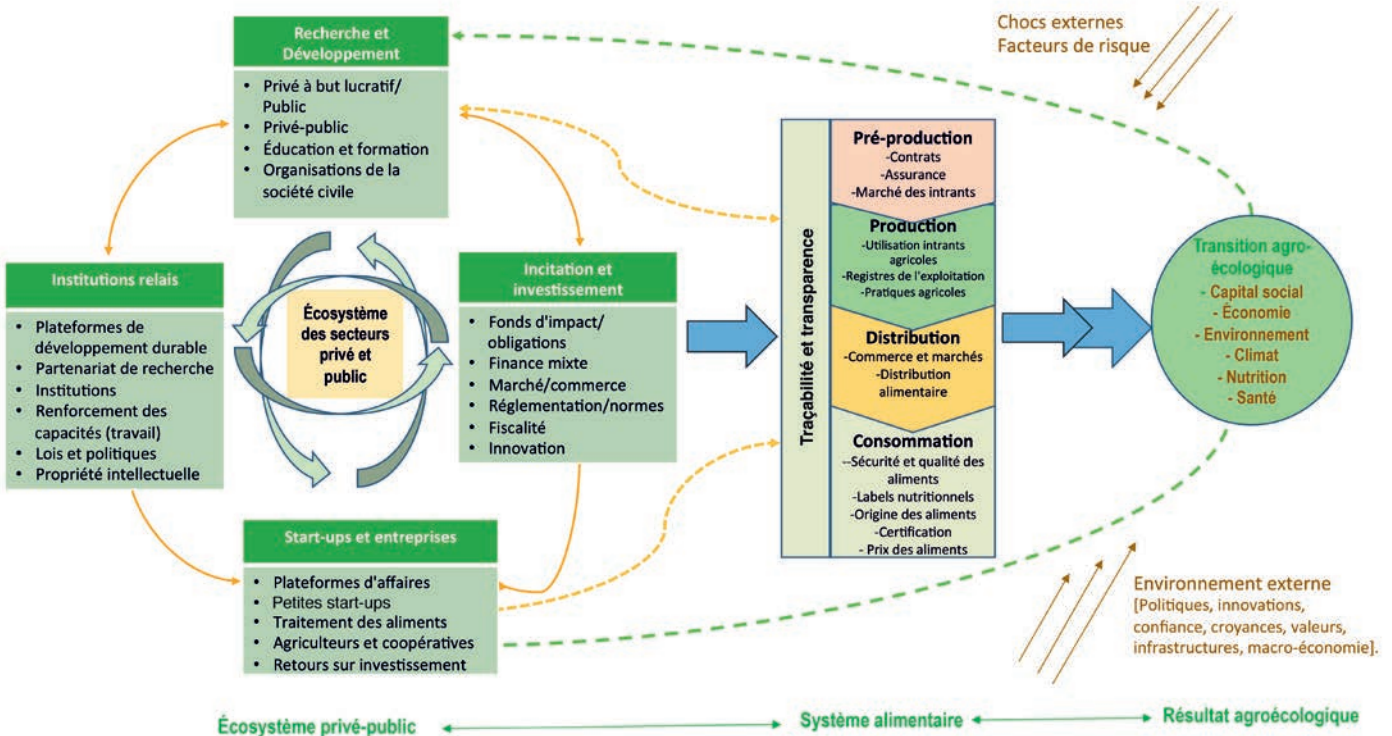 Recherche et
Développement
• Privé à but lucratif/
Public
• Privé-public
• Éducation et formation
• Organisations de la
société civile
Chocs externes
Facteurs de risque
Institutions relais
• Plateformes de
développement durable
• Partenariat de recherche
• Institutions
• Renforcement des
capacités (travail)
• Lois et politiques
• Propriété intellectuelle
Écosystème
des secteurs
privé et
public
Incitation et
investissement
• Fonds d'impact/
obligations
• Finance mixte
• Marché/commerce
• Réglementation/normes
• Fiscalité
• Innovation
Start-ups et entreprises
• Plateformes d'affaires
• Petites start-ups
• Traitement des aliments
• Agriculteurs et coopératives
• Retours sur investissement
Traçabilité et transparence
Pré-production
-Contrats
-Assurance
-Marché des intrants
Production
-Utilisation intrants
agricoles
-Registres de l'exploitation
-Pratiques agricoles
Distribution
-Commerce et marchés
-Distribution
alimentaire
Consommation
--Sécurité et qualité des
aliments
-Labels nutritionnels
-Origine des aliments
-Certification
- Prix des aliments
Transition agro-
écologique
- Capital social
- Économie
- Environnement
- Climat
- Nutrition
- Santé
Environnement externe
[Politiques, innovations,
confiance, croyances, valeurs,
infrastructures, macro-économie].
Écosystème privé-public
Système alimentaire
Résultat agroécologique